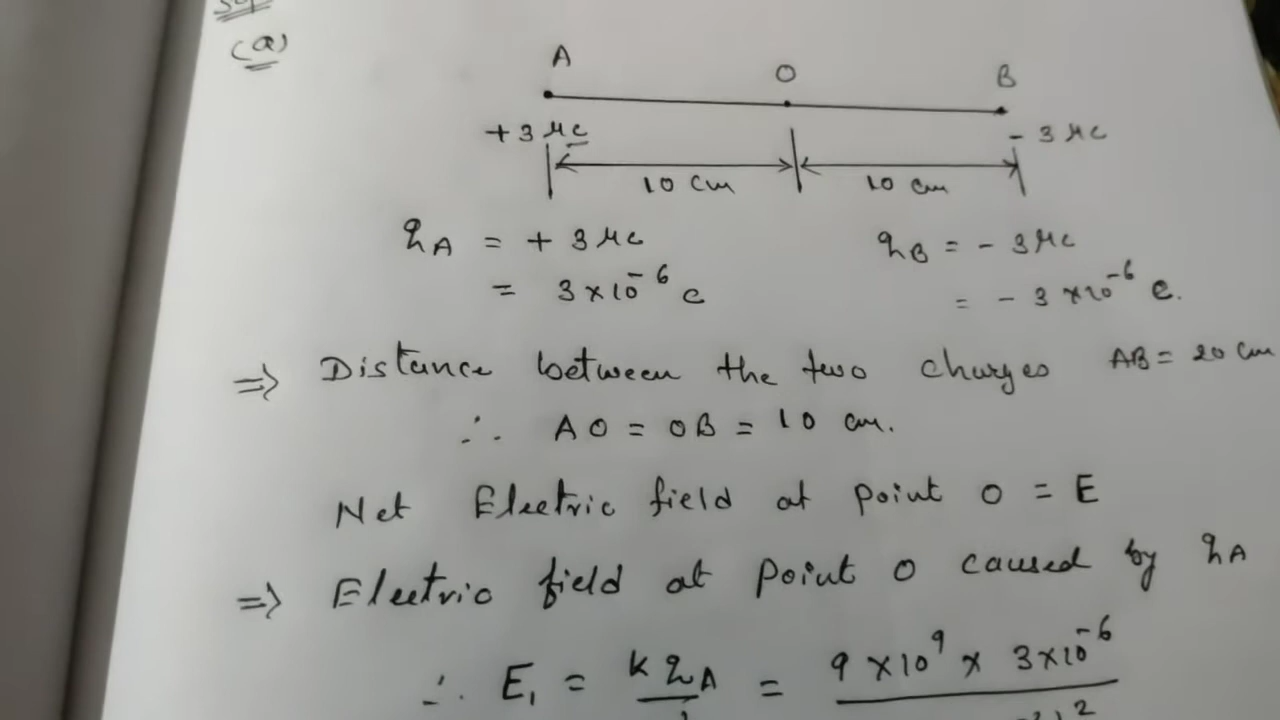 (a)
A O B
+3 μc - 3 μc
10 cm 10 cm
qA = + 3 μc qB = - 3 μc
= 3×10⁻⁶ c = - 3 ×10⁻⁶ c.
⇒ Distance between the two charges AB = 20 cm
∴ AO = OB = 10 cm.
Net Electric field at point O = E
⇒ Electric field at point O caused by qA
∴ E₁ = k qA = 9 ×10⁹ × 3×10⁻⁶
2